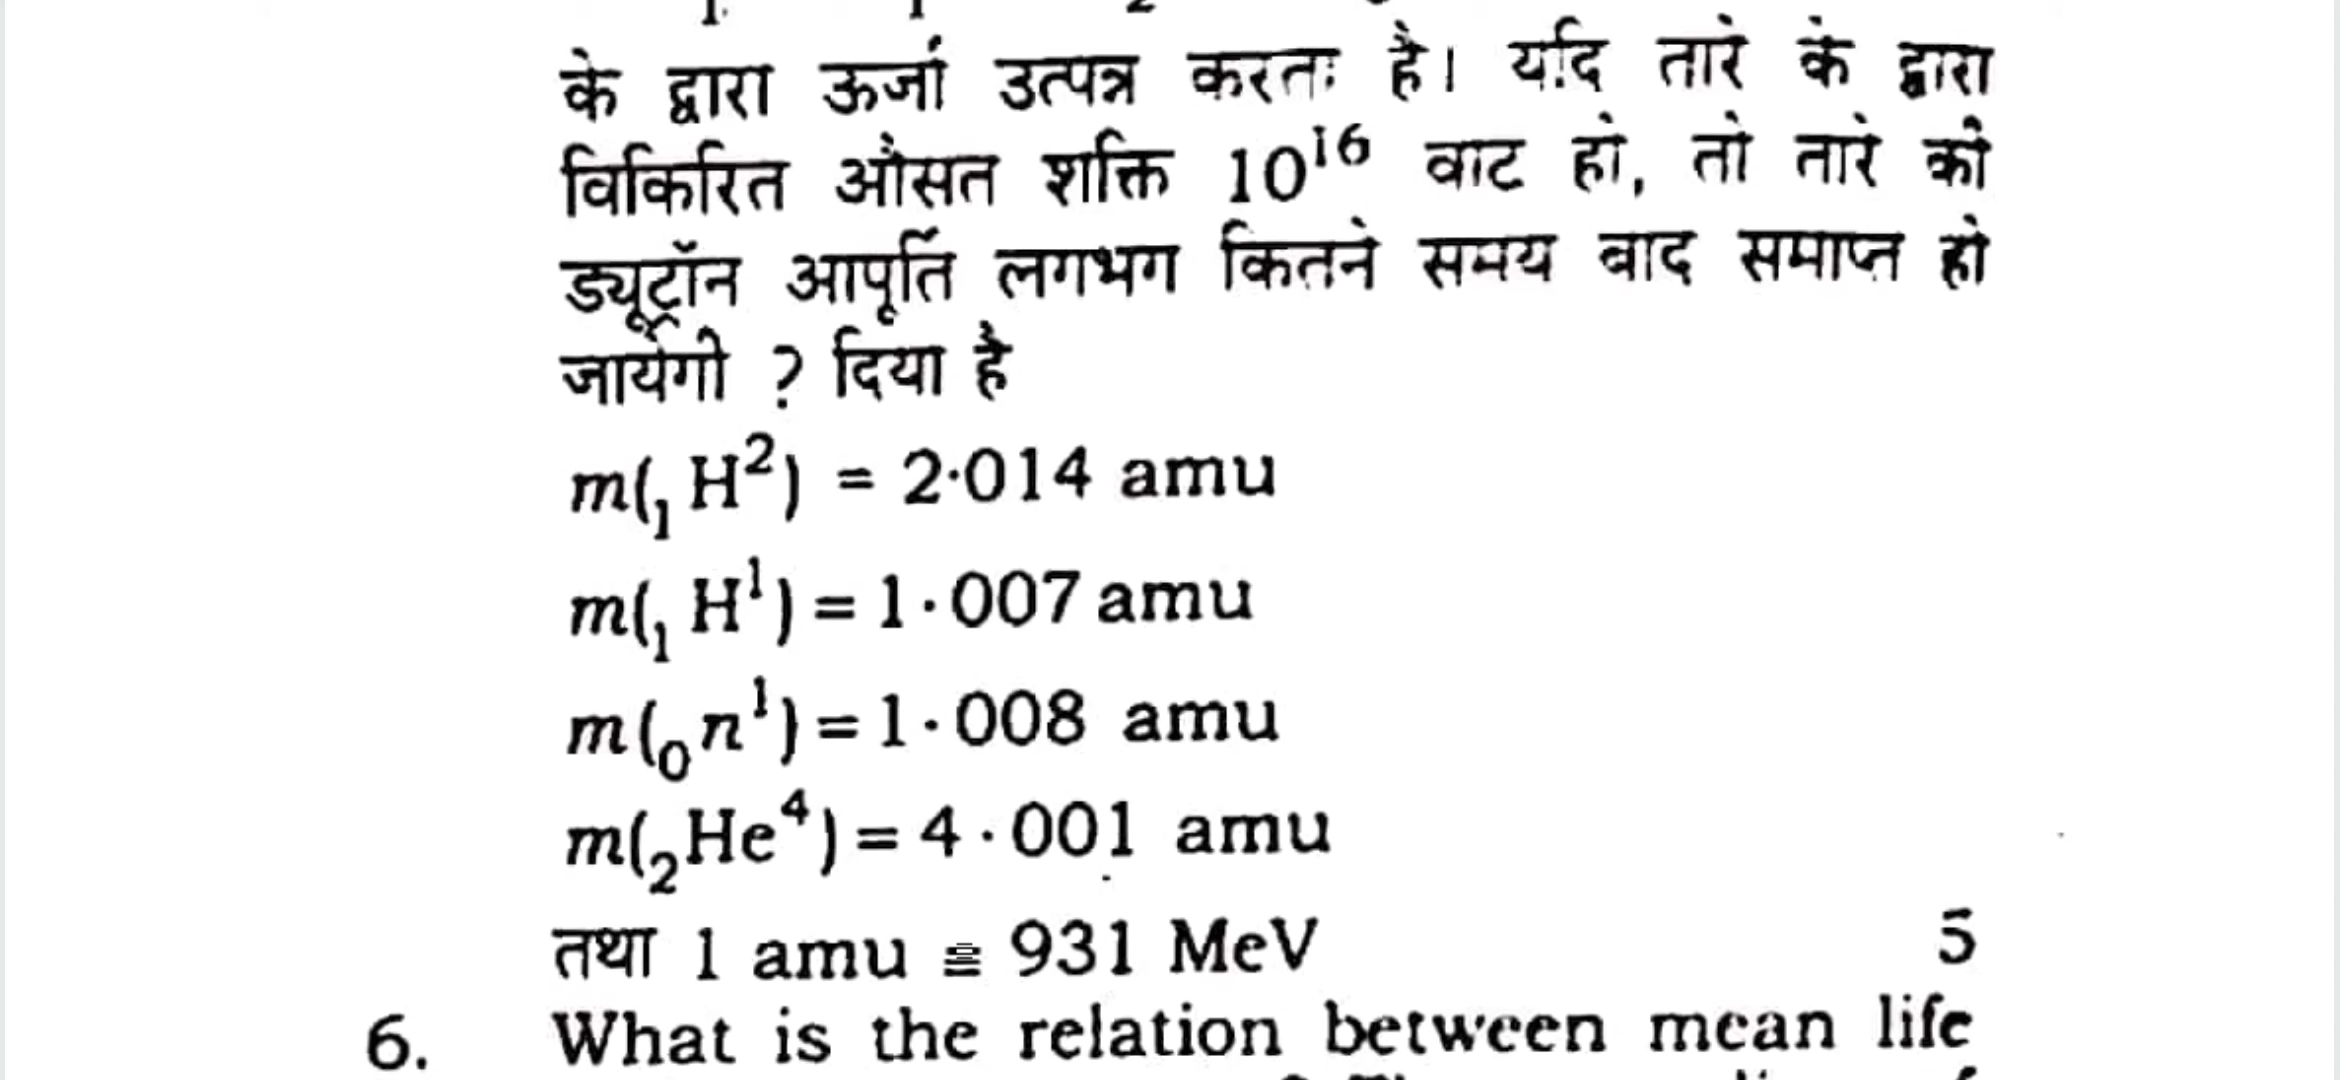 के द्वारा ऊर्जा उत्पन्न करता है। यदि तारे के द्वारा
विकिरित औसत शक्ति 10¹⁶ वाट हो, तो तारे की
ड्यूट्रॉन आपूर्ति लगभग कितने समय बाद समाप्त हो
जायेगी ? दिया है
m(₁H²) = 2·014 amu
m(₁H¹) = 1·007 amu
m(₀n¹) = 1·008 amu
m(₂He⁴) = 4·001 amu
तथा 1 amu ≅ 931 MeV 5
6. What is the relation between mean life